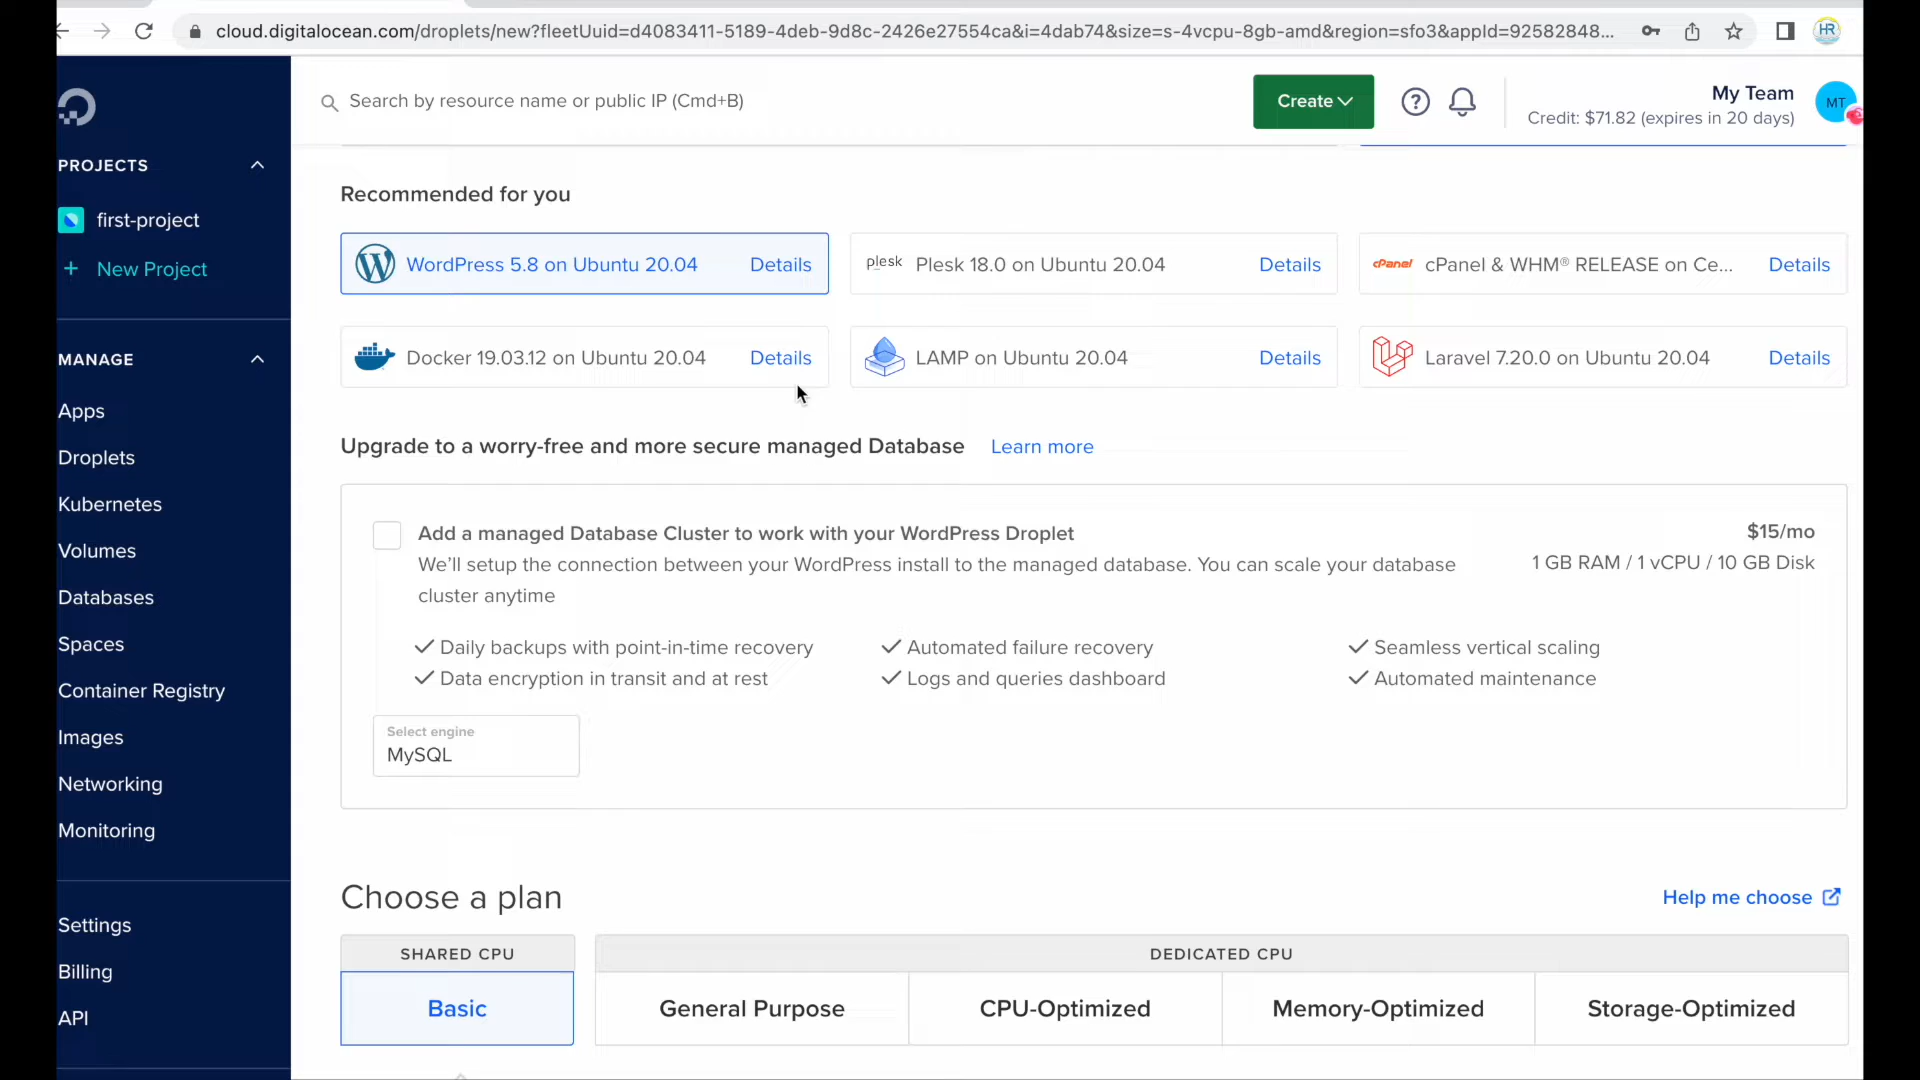 cloud.digitalocean.com/droplets/new?fleetUuid=d4083411-5189-4deb-9d8c-2426e27554ca&i=4dab74&size=s-4vcpu-8gb-amd&region=sfo3&appId=92582848...
HR
Search by resource name or public IP (Cmd+B)
Create
My Team
Credit: $71.82 (expires in 20 days)
MT
PROJECTS
first-project
+ New Project
MANAGE
Apps
Droplets
Kubernetes
Volumes
Databases
Spaces
Container Registry
Images
Networking
Monitoring
Settings
Billing
API
Recommended for you
WordPress 5.8 on Ubuntu 20.04 Details
plesk Plesk 18.0 on Ubuntu 20.04 Details
cPanel cPanel & WHM® RELEASE on Ce... Details
Docker 19.03.12 on Ubuntu 20.04 Details
LAMP on Ubuntu 20.04 Details
Laravel 7.20.0 on Ubuntu 20.04 Details
Upgrade to a worry-free and more secure managed Database Learn more
Add a managed Database Cluster to work with your WordPress Droplet
$15/mo
We'll setup the connection between your WordPress install to the managed database. You can scale your database
cluster anytime
1 GB RAM / 1 vCPU / 10 GB Disk
Daily backups with point-in-time recovery
Automated failure recovery
Seamless vertical scaling
Data encryption in transit and at rest
Logs and queries dashboard
Automated maintenance
Select engine
MySQL
Choose a plan
Help me choose
SHARED CPU
DEDICATED CPU
Basic
General Purpose
CPU-Optimized
Memory-Optimized
Storage-Optimized